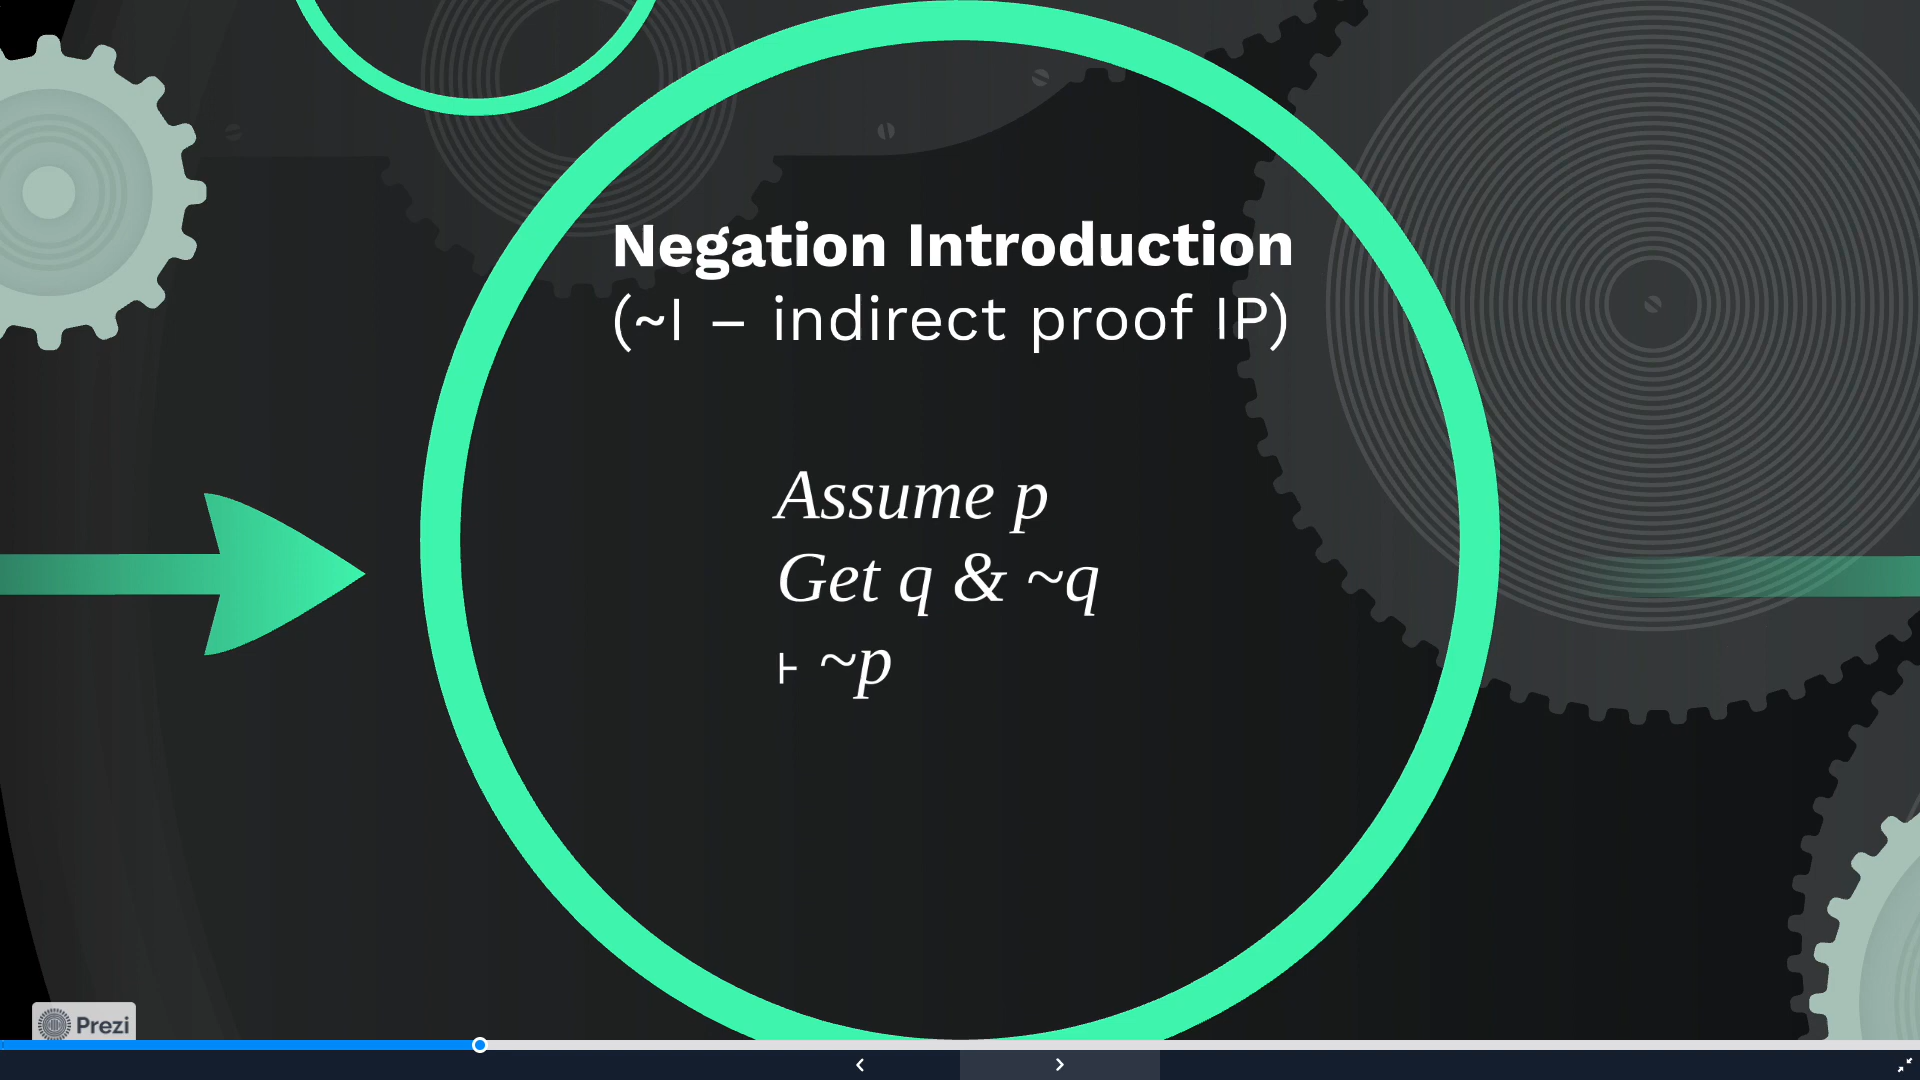 Negation Introduction
(~I – indirect proof IP)
Assume p
Get q & ~q
⊦ ~p
Prezi